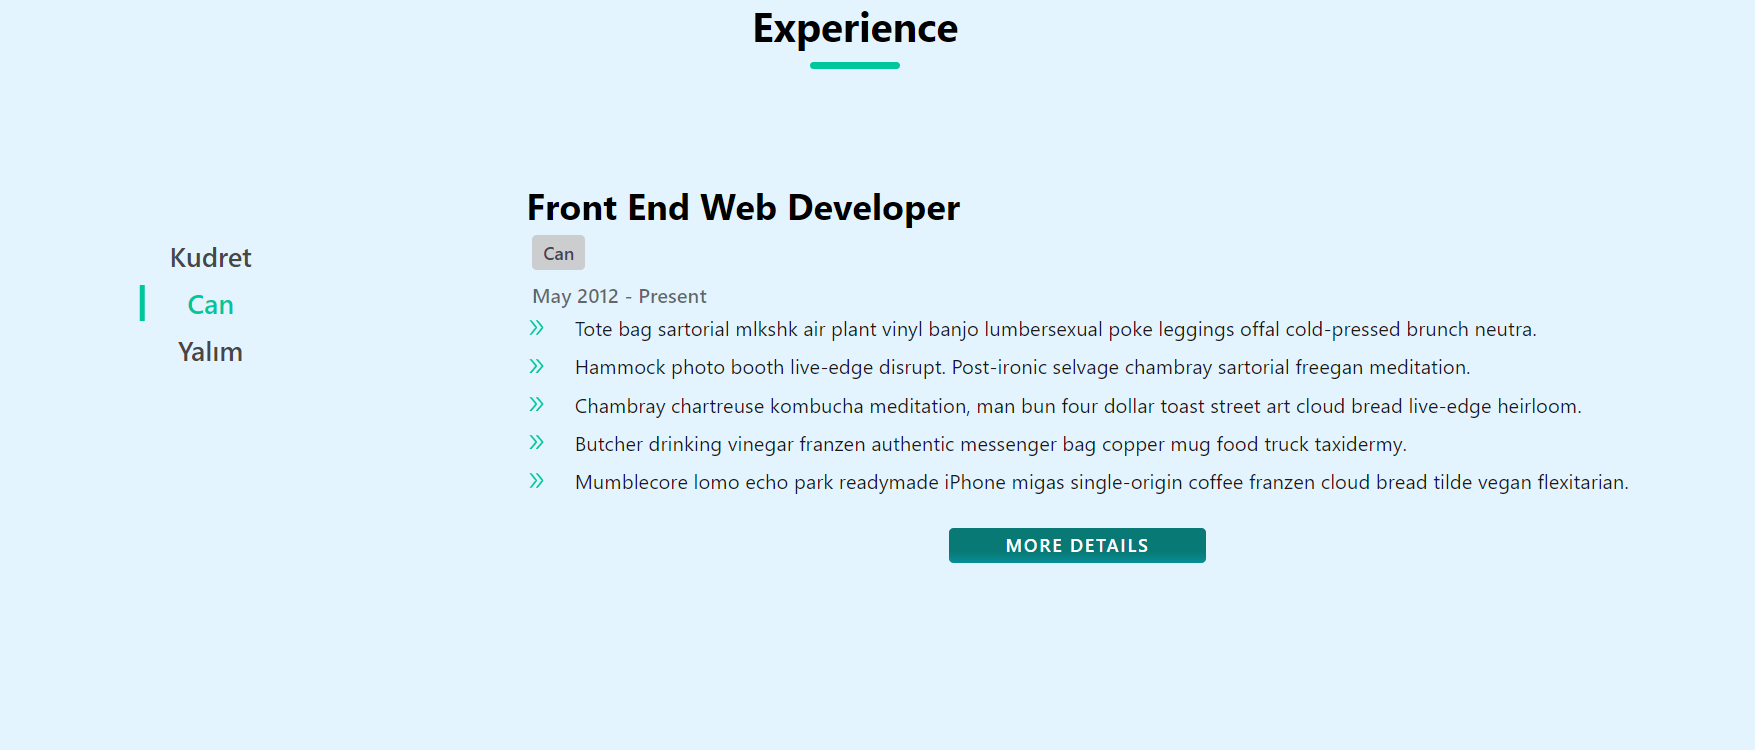 Experience
Kudret
Can
Yalım
Front End Web Developer
Can
May 2012 - Present
Tote bag sartorial mlkshk air plant vinyl banjo lumbersexual poke leggings offal cold-pressed brunch neutra.
Hammock photo booth live-edge disrupt. Post-ironic selvage chambray sartorial freegan meditation.
Chambray chartreuse kombucha meditation, man bun four dollar toast street art cloud bread live-edge heirloom.
Butcher drinking vinegar franzen authentic messenger bag copper mug food truck taxidermy.
Mumblecore lomo echo park readymade iPhone migas single-origin coffee franzen cloud bread tilde vegan flexitarian.
MORE DETAILS